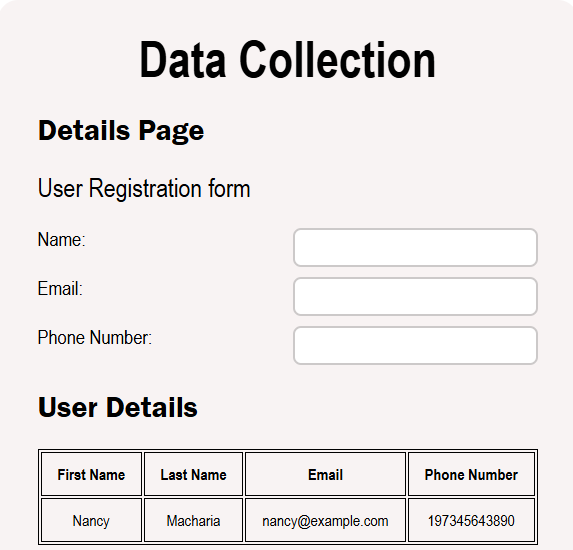 Data Collection
Details Page
User Registration form
Name:
Email:
Phone Number:
User Details
First Name Last Name Email Phone Number
Nancy Macharia nancy@example.com 197345643890